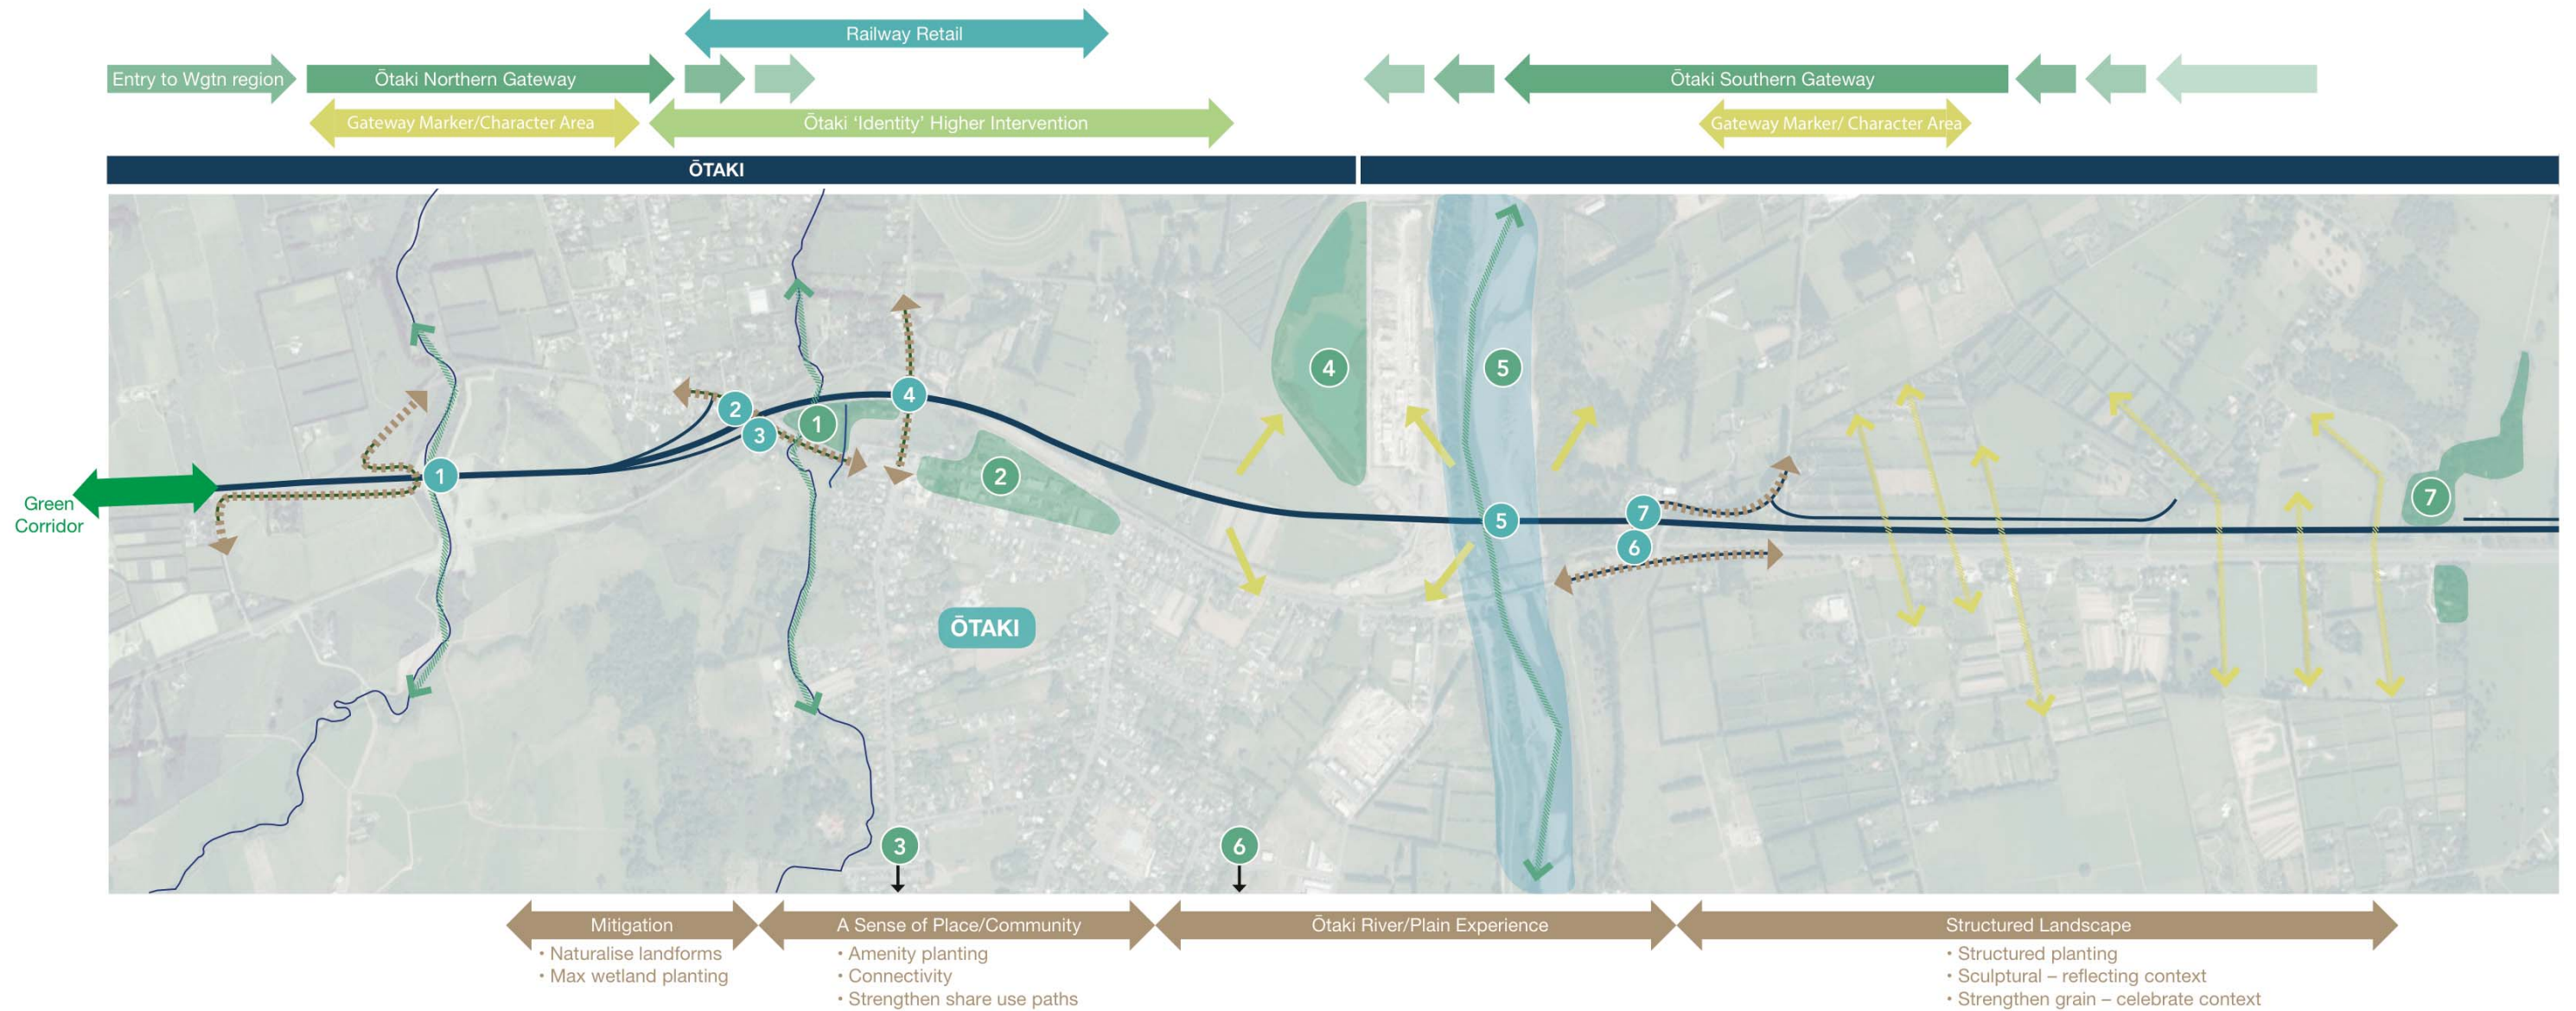 Railway Retail
Entry to Wgtn region
Ōtaki Northern Gateway
Ōtaki Southern Gateway
Gateway Marker/Character Area
Ōtaki ‘Identity’ Higher Intervention
Gateway Marker/ Character Area
ŌTAKI
4
5
4
2
1
3
2
1
7
5
7
6
Green
Corridor
ŌTAKI
3
6
Mitigation
• Naturalise landforms
• Max wetland planting
A Sense of Place/Community
• Amenity planting
• Connectivity
• Strengthen share use paths
Ōtaki River/Plain Experience
Structured Landscape
• Structured planting
• Sculptural – reflecting context
• Strengthen grain – celebrate context